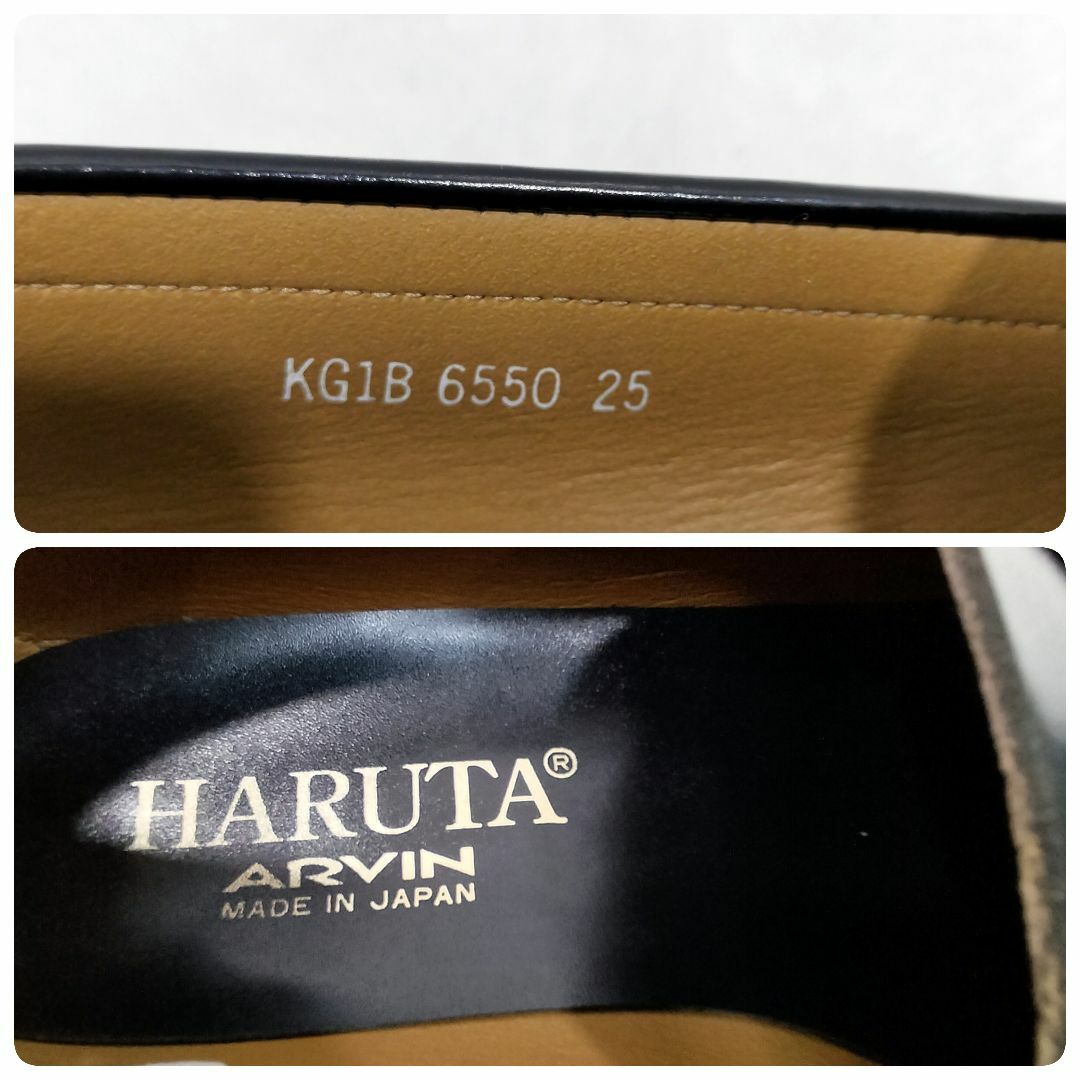 KG1B 6550 25
HARUTA®
ARVIN
MADE IN JAPAN